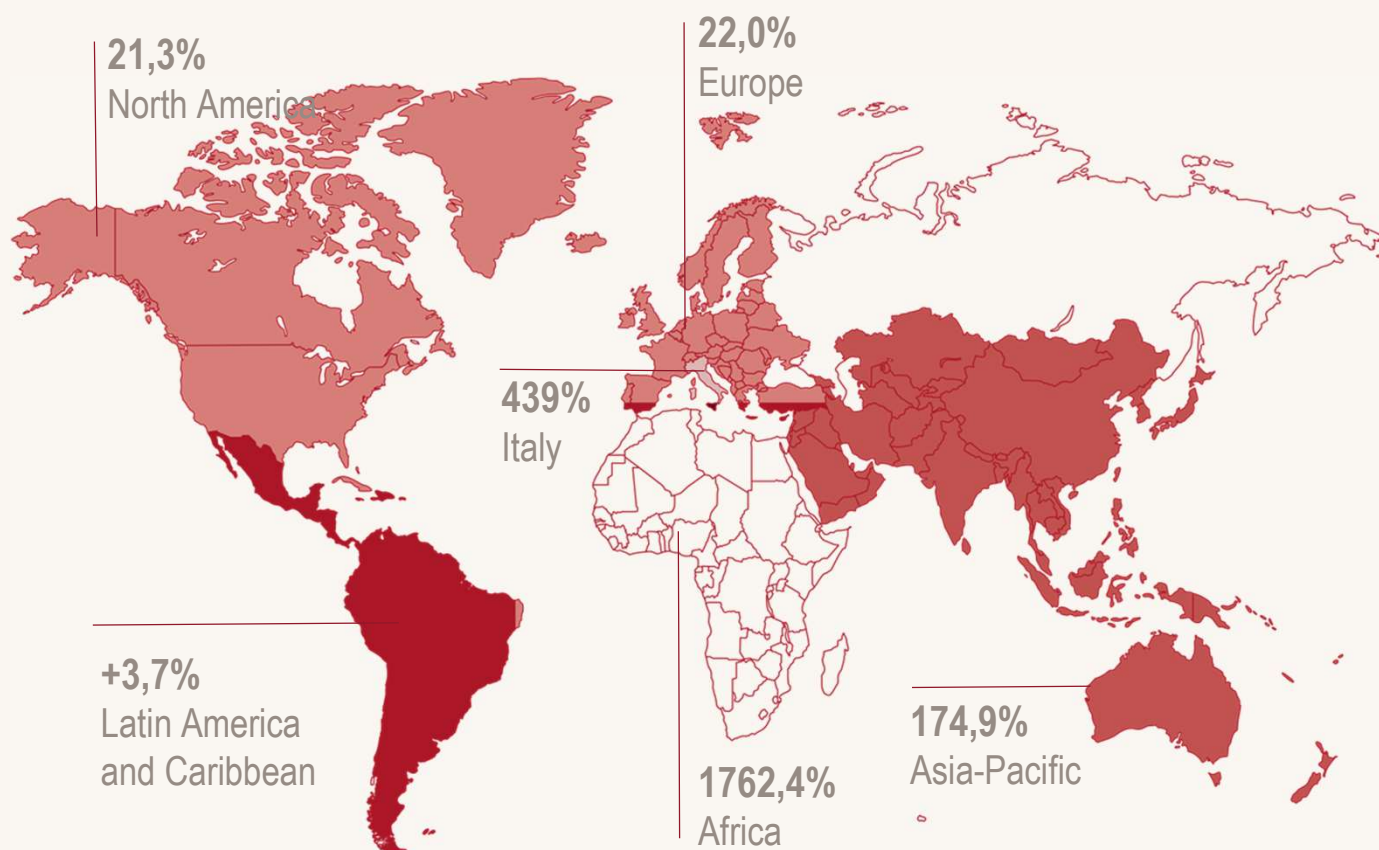 21,3%
North America
22,0%
Europe
439%
Italy
+3,7%
Latin America
and Caribbean
1762,4%
Africa
174,9%
Asia-Pacific